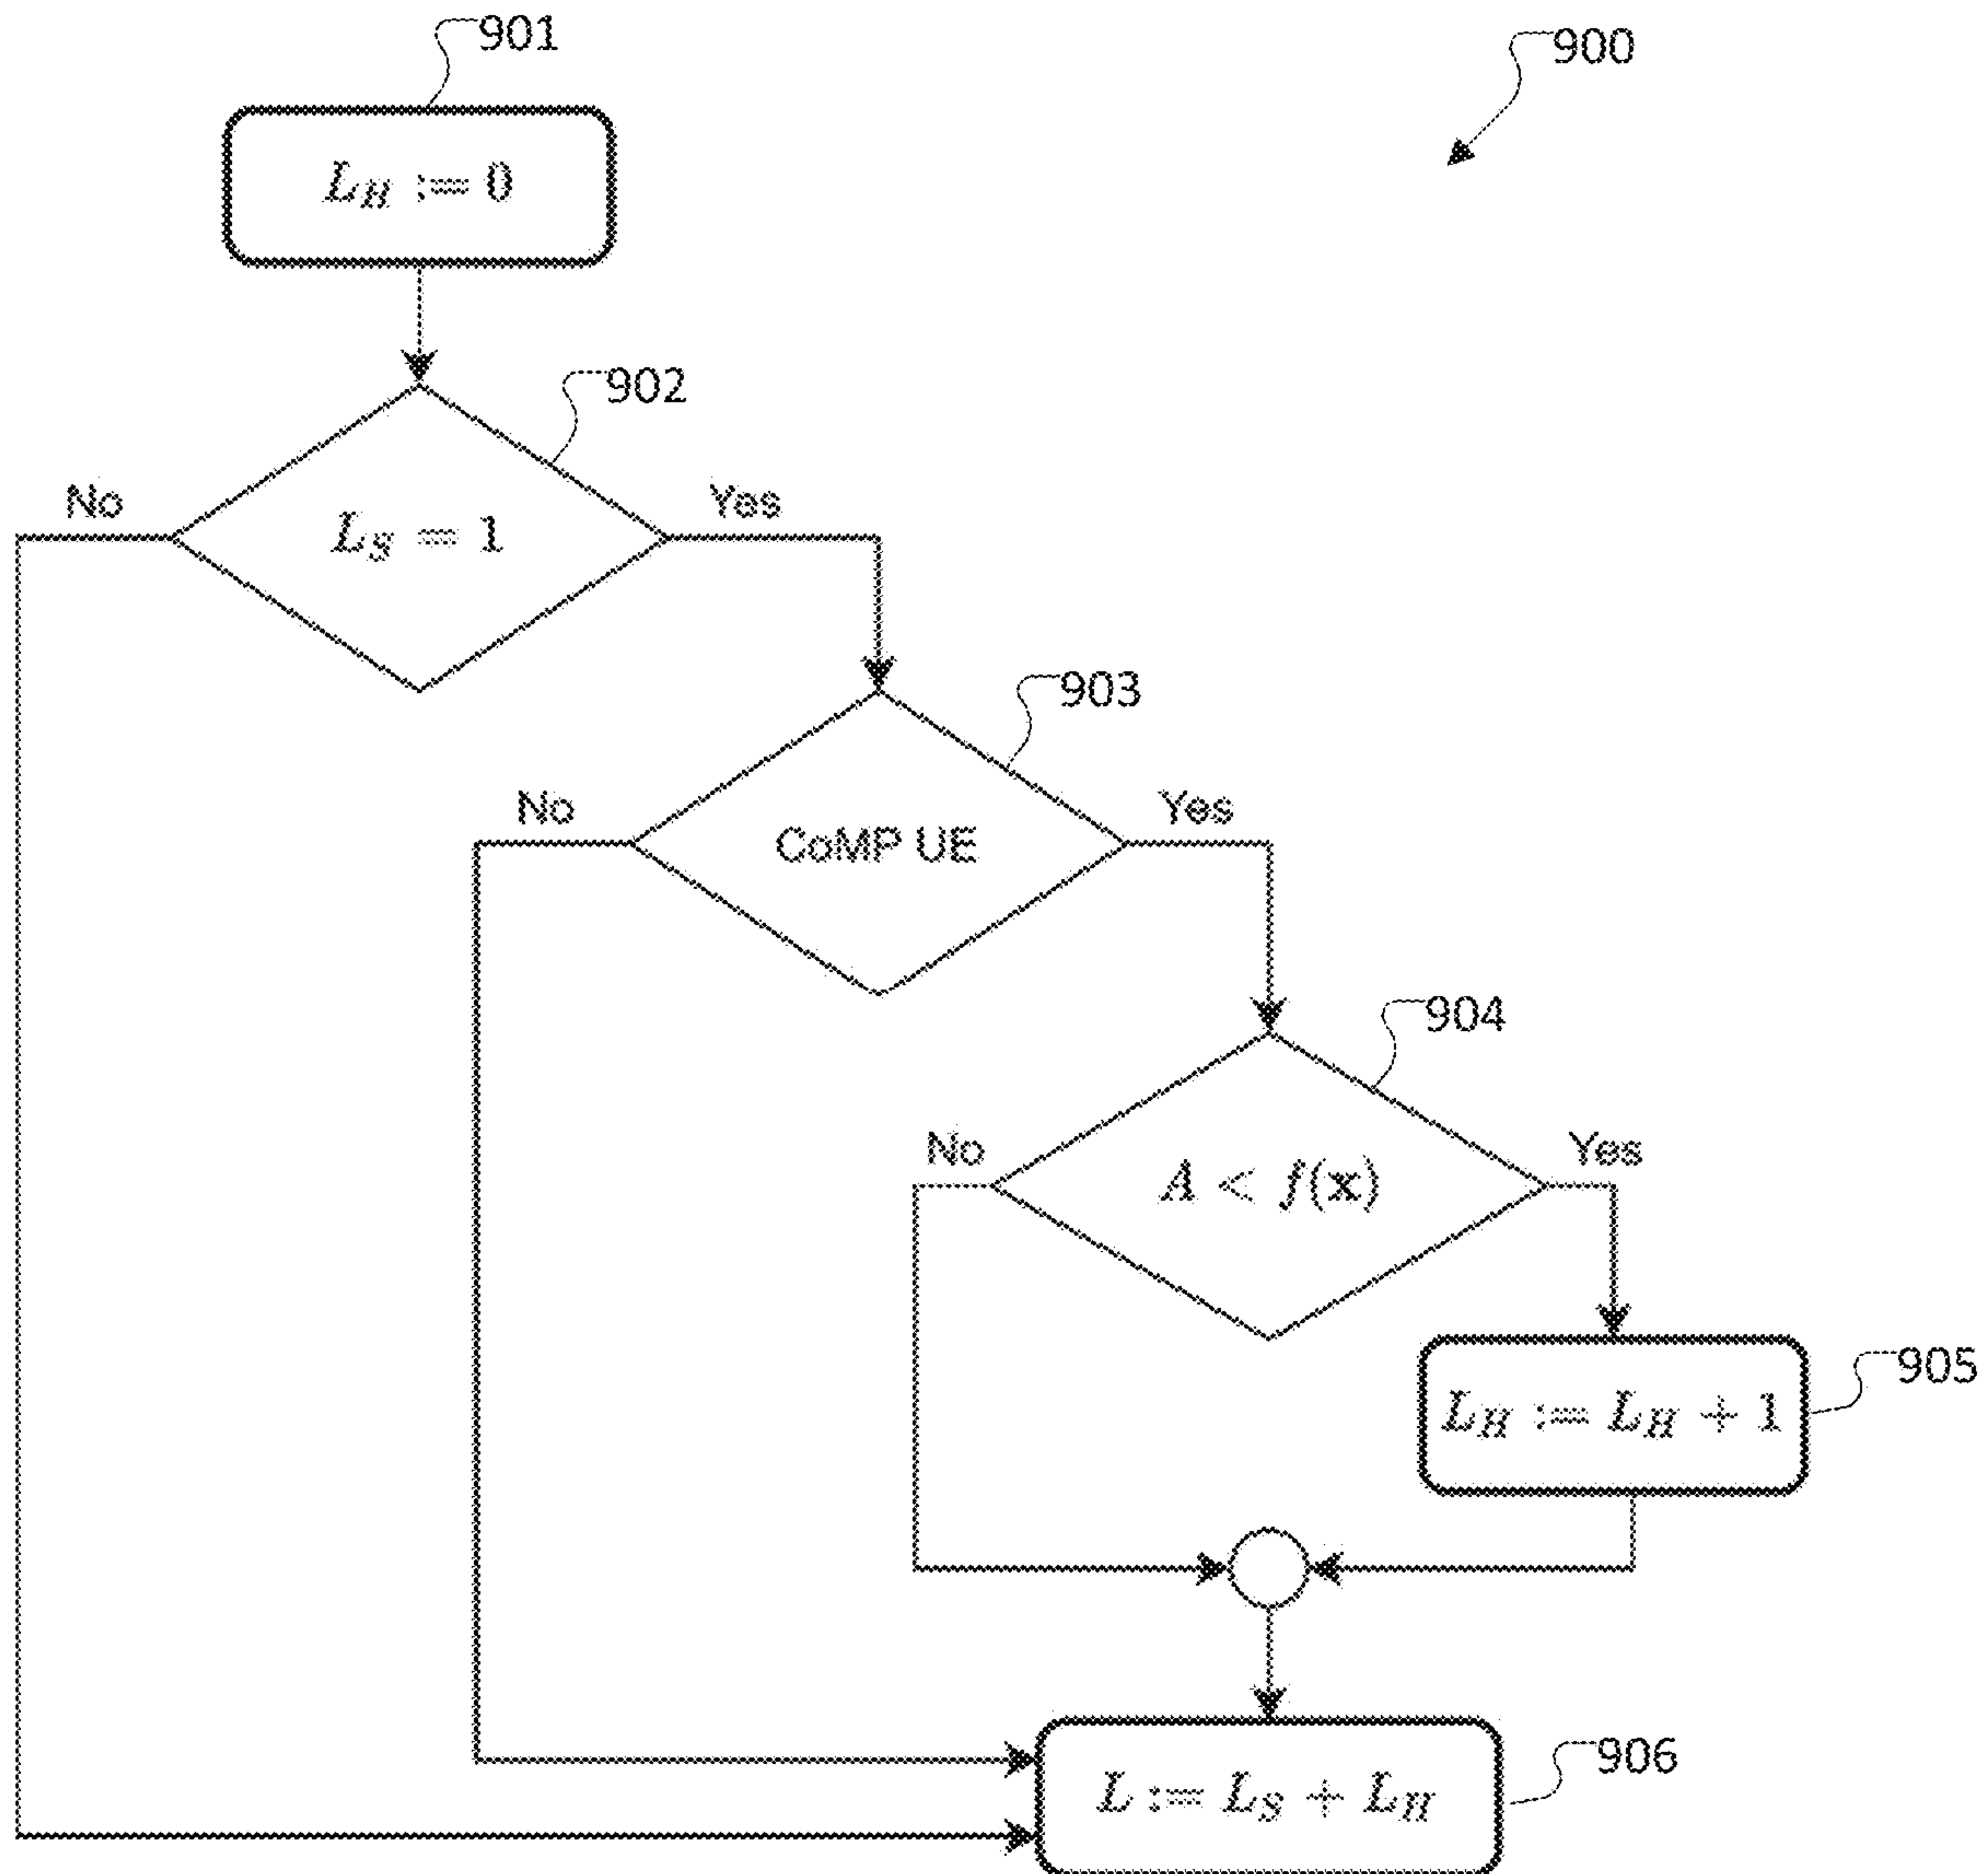 901
900
L_H := 0
902
No
Yes
L_S = 1
903
No
Yes
CoMP UE
904
No
Yes
A < f(x)
905
L_H := L_H + 1
906
L := L_S + L_H